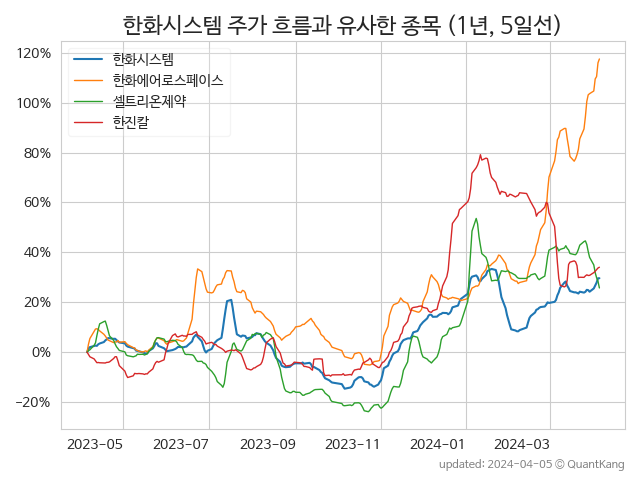 한화시스템 주가 흐름과 유사한 종목 (1년, 5일선)
120%
100%
80%
60%
40%
20%
0%
−20%
한화시스템
한화에어로스페이스
셀트리온제약
한진칼
2023-05 2023-07 2023-09 2023-11 2024-01 2024-03
updated: 2024-04-05 © QuantKang